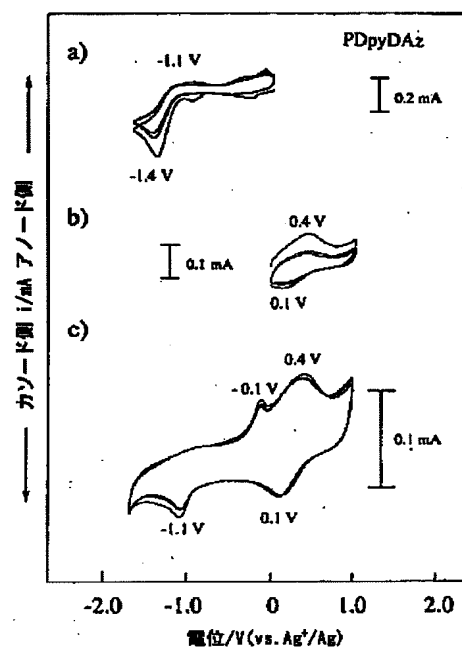 PDpyDAz
a)
-1.1 V
0.2 mA
-1.4 V
b)
0.4 V
0.1 mA
0.1 V
c)
0.4 V
-0.1 V
0.1 mA
-1.1 V
0.1 V
カソード側 i/mA アノード側
-2.0 -1.0 0 1.0 2.0
電位/V(vs.Ag⁺/Ag)